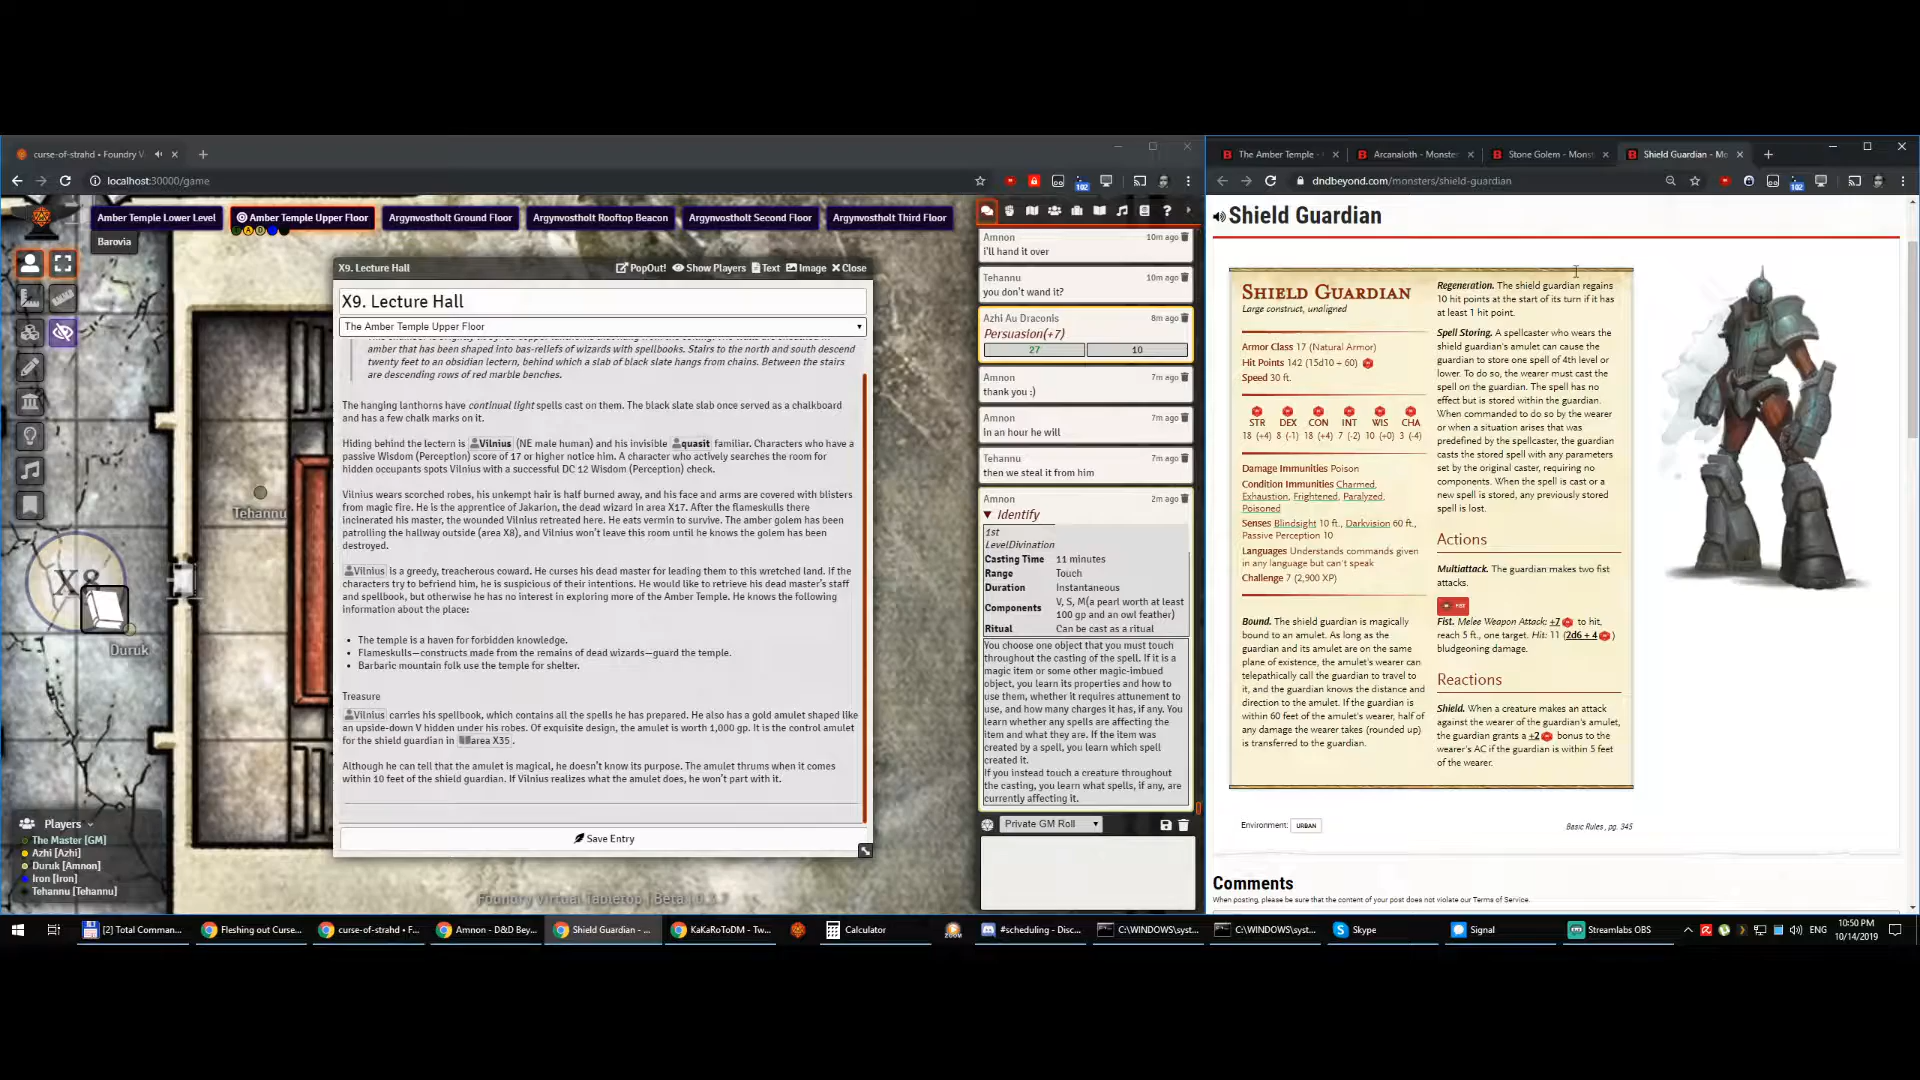 curse-of-strahd • Foundry V
localhost:30000/game
Amber Temple Lower Level
Amber Temple Upper Floor
Argynvostholt Ground Floor
Argynvostholt Rooftop Beacon
Argynvostholt Second Floor
Argynvostholt Third Floor
Barovia
X9. Lecture Hall
PopOut!
Show Players
Text
Image
Close
X9. Lecture Hall
The Amber Temple Upper Floor
amber that has been shaped into bas-reliefs of wizards with spellbooks. Stairs to the north and south descend
twenty feet to an obsidian lectern, behind which a slab of black slate hangs from chains. Between the stairs
are descending rows of red marble benches.
The hanging lanthorns have continual light spells cast on them. The black slate slab once served as a chalkboard
and has a few chalk marks on it.
Hiding behind the lectern is Vilnius (NE male human) and his invisible quasit familiar. Characters who have a
passive Wisdom (Perception) score of 17 or higher notice him. A character who actively searches the room for
hidden occupants spots Vilnius with a successful DC 12 Wisdom (Perception) check.
Vilnius wears scorched robes, his unkempt hair is half burned away, and his face and arms are covered with blisters
from magic fire. He is the apprentice of Jakarion, the dead wizard in area X17. After the flameskulls there
incinerated his master, the wounded Vilnius retreated here. He eats vermin to survive. The amber golem has been
patrolling the hallway outside (area X8), and Vilnius won't leave this room until he knows the golem has been
destroyed.
Vilnius is a greedy, treacherous coward. He curses his dead master for leading them to this wretched land. If the
characters try to befriend him, he is suspicious of their intentions. He would like to retrieve his dead master's staff
and spellbook, but otherwise he has no interest in exploring more of the Amber Temple. He knows the following
information about the place:
• The temple is a haven for forbidden knowledge.
• Flameskulls—constructs made from the remains of dead wizards—guard the temple.
• Barbaric mountain folk use the temple for shelter.
Treasure
Vilnius carries his spellbook, which contains all the spells he has prepared. He also has a gold amulet shaped like
an upside-down V hidden under his robes. Of exquisite design, the amulet is worth 1,000 gp. It is the control amulet
for the shield guardian in area X35.
Although he can tell that the amulet is magical, he doesn't know its purpose. The amulet thrums when it comes
within 10 feet of the shield guardian. If Vilnius realizes what the amulet does, he won't part with it.
Save Entry
Foundry Virtual Tabletop | Beta
Tehannu
X8
Duruk
Players
The Master [GM]
Azhi [Azhi]
Duruk [Amnon]
Iron [Iron]
Tehannu [Tehannu]
Amnon 10m ago
i'll hand it over
Tehannu 10m ago
you don't want it?
Azhi Au Draconis 8m ago
Persuasion(+7)
27 10
Amnon 7m ago
thank you :)
Amnon 7m ago
in an hour he will
Tehannu 7m ago
then we steal it from him
Amnon 2m ago
Identify
1st
LevelDivination
Casting Time 11 minutes
Range Touch
Duration Instantaneous
Components V, S, M(a pearl worth at least
100 gp and an owl feather)
Ritual Can be cast as a ritual
You choose one object that you must touch
throughout the casting of the spell. If it is a
magic item or some other magic-imbued
object, you learn its properties and how to
use them, whether it requires attunement to
use, and how many charges it has, if any. You
learn whether any spells are affecting the
item and what they are. If the item was
created by a spell, you learn which spell
created it.
If you instead touch a creature throughout
the casting, you learn what spells, if any, are
currently affecting it.
Private GM Roll
The Amber Temple -
Arcanaloth - Monster
Stone Golem - Monst
Shield Guardian - Mo
dndbeyond.com/monsters/shield-guardian
Shield Guardian
SHIELD GUARDIAN
Large construct, unaligned
Armor Class 17 (Natural Armor)
Hit Points 142 (15d10 + 60)
Speed 30 ft.
STR DEX CON INT WIS CHA
18 (+4) 8 (-1) 18 (+4) 7 (-2) 10 (+0) 3 (-4)
Damage Immunities Poison
Condition Immunities Charmed,
Exhaustion, Frightened, Paralyzed,
Poisoned
Senses Blindsight 10 ft., Darkvision 60 ft.,
Passive Perception 10
Languages Understands commands given
in any language but can't speak
Challenge 7 (2,900 XP)
Bound. The shield guardian is magically
bound to an amulet. As long as the
guardian and its amulet are on the same
plane of existence, the amulet's wearer can
telepathically call the guardian to travel to
it, and the guardian knows the distance and
direction to the amulet. If the guardian is
within 60 feet of the amulet's wearer, half of
any damage the wearer takes (rounded up)
is transferred to the guardian.
Regeneration. The shield guardian regains
10 hit points at the start of its turn if it has
at least 1 hit point.
Spell Storing. A spellcaster who wears the
shield guardian's amulet can cause the
guardian to store one spell of 4th level or
lower. To do so, the wearer must cast the
spell on the guardian. The spell has no
effect but is stored within the guardian.
When commanded to do so by the wearer
or when a situation arises that was
predefined by the spellcaster, the guardian
casts the stored spell with any parameters
set by the original caster, requiring no
components. When the spell is cast or a
new spell is stored, any previously stored
spell is lost.
Actions
Multiattack. The guardian makes two fist
attacks.
Fist. Melee Weapon Attack: +7 to hit,
reach 5 ft., one target. Hit: 11 (2d6 + 4)
bludgeoning damage.
Reactions
Shield. When a creature makes an attack
against the wearer of the guardian's amulet,
the guardian grants a +2 bonus to the
wearer's AC if the guardian is within 5 feet
of the wearer.
Environment: URBAN
Basic Rules, pg. 345
Comments
When posting, please be sure that the content of your post does not violate our Terms of Service.
[2] Total Comman...
Fleshing out Curse...
curse-of-strahd • F...
Amnon - D&D Bey...
Shield Guardian - ...
KaKaRoToDM - Tw...
Calculator
#scheduling - Disc...
C:\WINDOWS\syst...
C:\WINDOWS\syst...
Skype
Signal
Streamlabs OBS
ENG
10:50 PM
10/14/2019